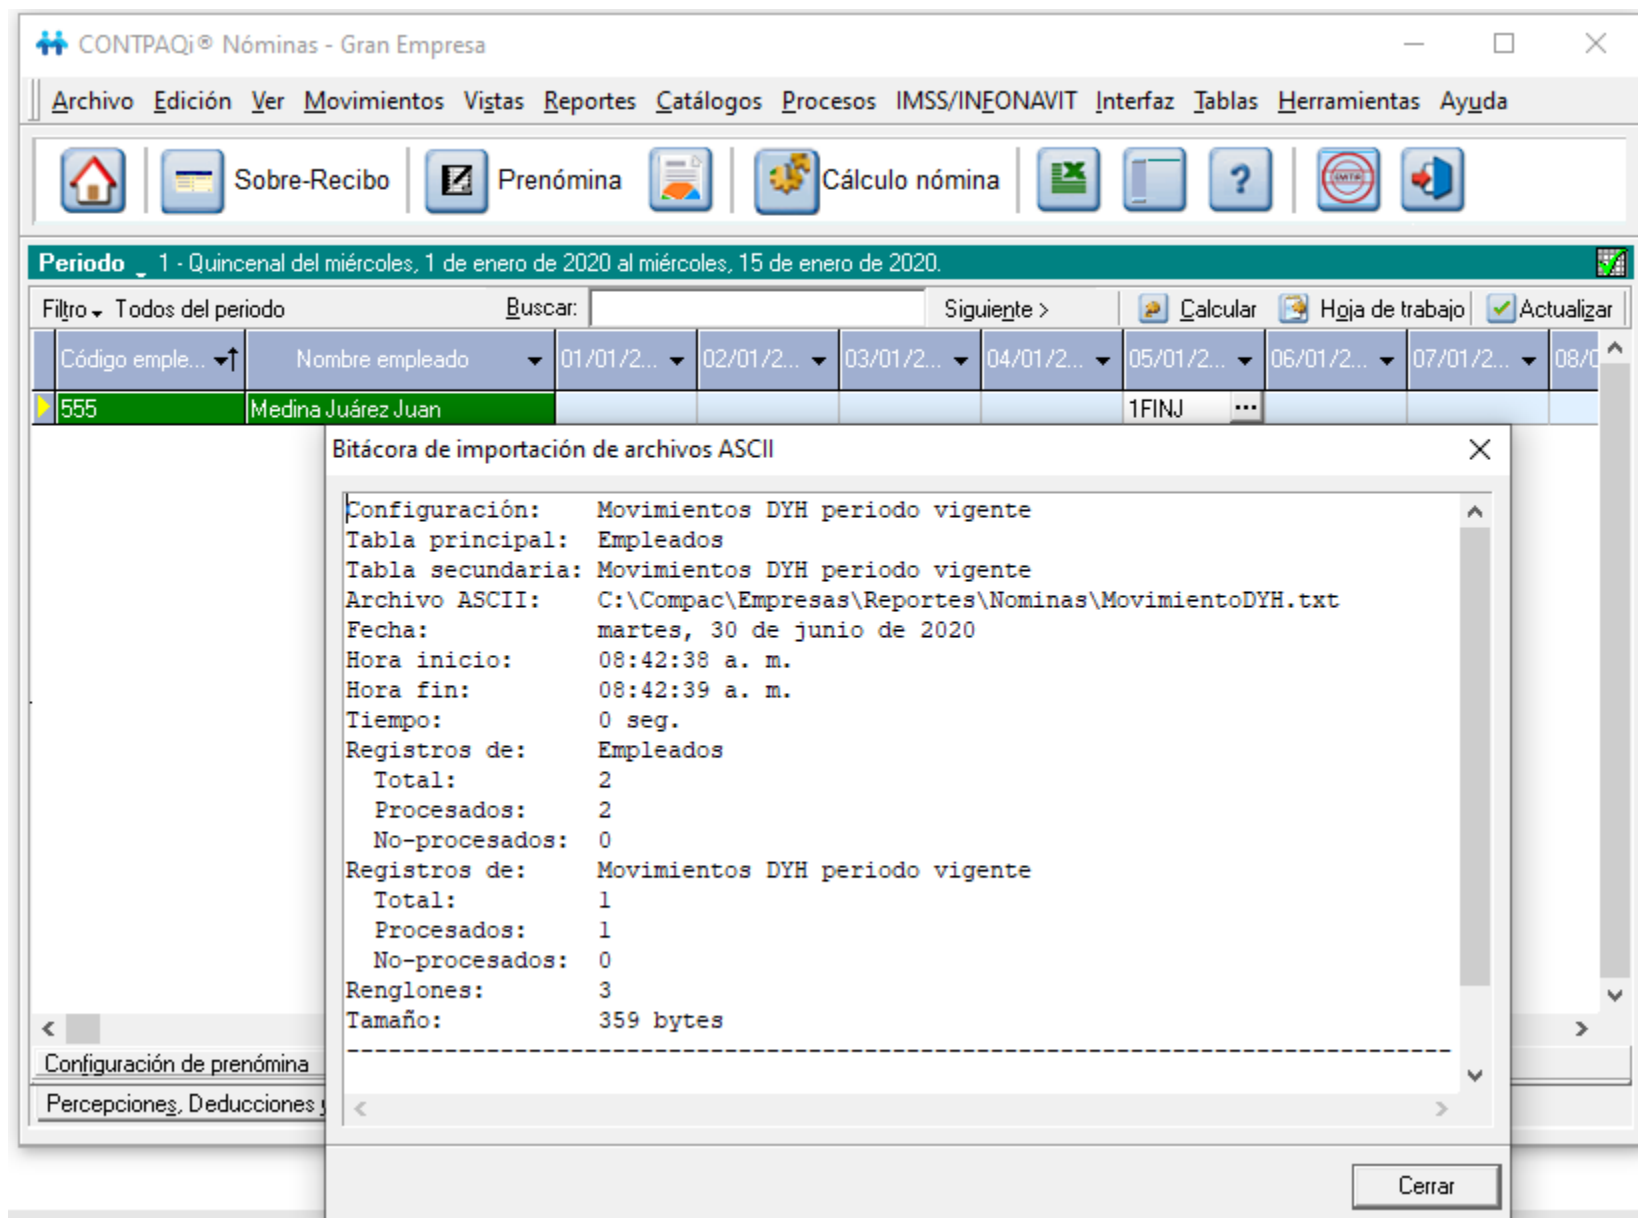 CONTPAQi® Nóminas - Gran Empresa
Archivo Edición Ver Movimientos Vistas Reportes Catálogos Procesos IMSS/INFONAVIT Interfaz Tablas Herramientas Ayuda
Sobre-Recibo Prenómina Cálculo nómina
Periodo 1 - Quincenal del miércoles, 1 de enero de 2020 al miércoles, 15 de enero de 2020.
Filtro Todos del periodo Buscar: Siguiente > Calcular Hoja de trabajo Actualizar
Código emple... Nombre empleado 01/01/2... 02/01/2... 03/01/2... 04/01/2... 05/01/2... 06/01/2... 07/01/2... 08/0
555 Medina Juárez Juan 1FINJ ...
Bitácora de importación de archivos ASCII
Configuración: Movimientos DYH periodo vigente
Tabla principal: Empleados
Tabla secundaria: Movimientos DYH periodo vigente
Archivo ASCII: C:\Compac\Empresas\Reportes\Nominas\MovimientoDYH.txt
Fecha: martes, 30 de junio de 2020
Hora inicio: 08:42:38 a. m.
Hora fin: 08:42:39 a. m.
Tiempo: 0 seg.
Registros de: Empleados
Total: 2
Procesados: 2
No-procesados: 0
Registros de: Movimientos DYH periodo vigente
Total: 1
Procesados: 1
No-procesados: 0
Renglones: 3
Tamaño: 359 bytes
--------------------------------------------------------------------------------
Configuración de prenómina
Percepciones, Deducciones y
Cerrar